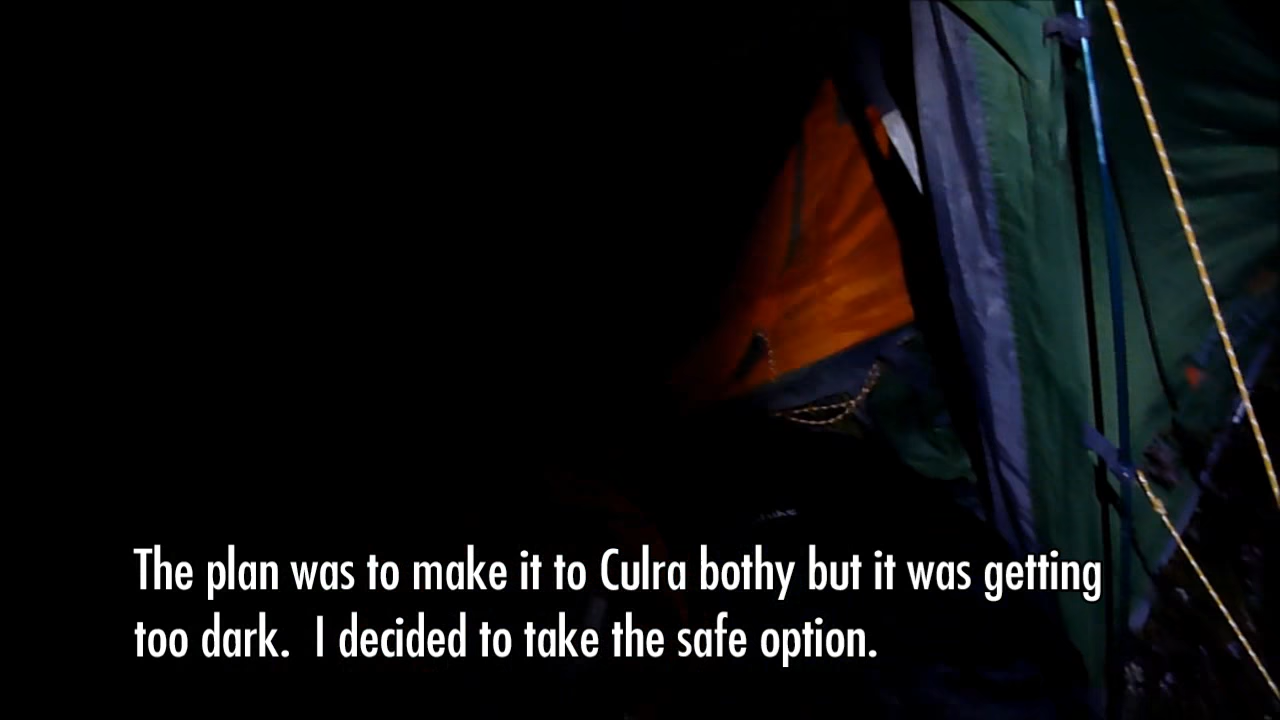 The plan was to make it to Culra bothy but it was getting
too dark.  I decided to take the safe option.